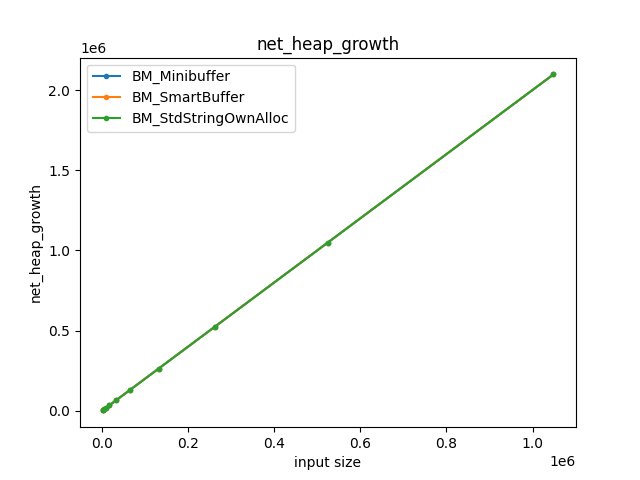 net_heap_growth
1e6
BM_Minibuffer
BM_SmartBuffer
BM_StdStringOwnAlloc
2.0
1.5
1.0
0.5
0.0
net_heap_growth
0.0 0.2 0.4 0.6 0.8 1.0
input size
1e6